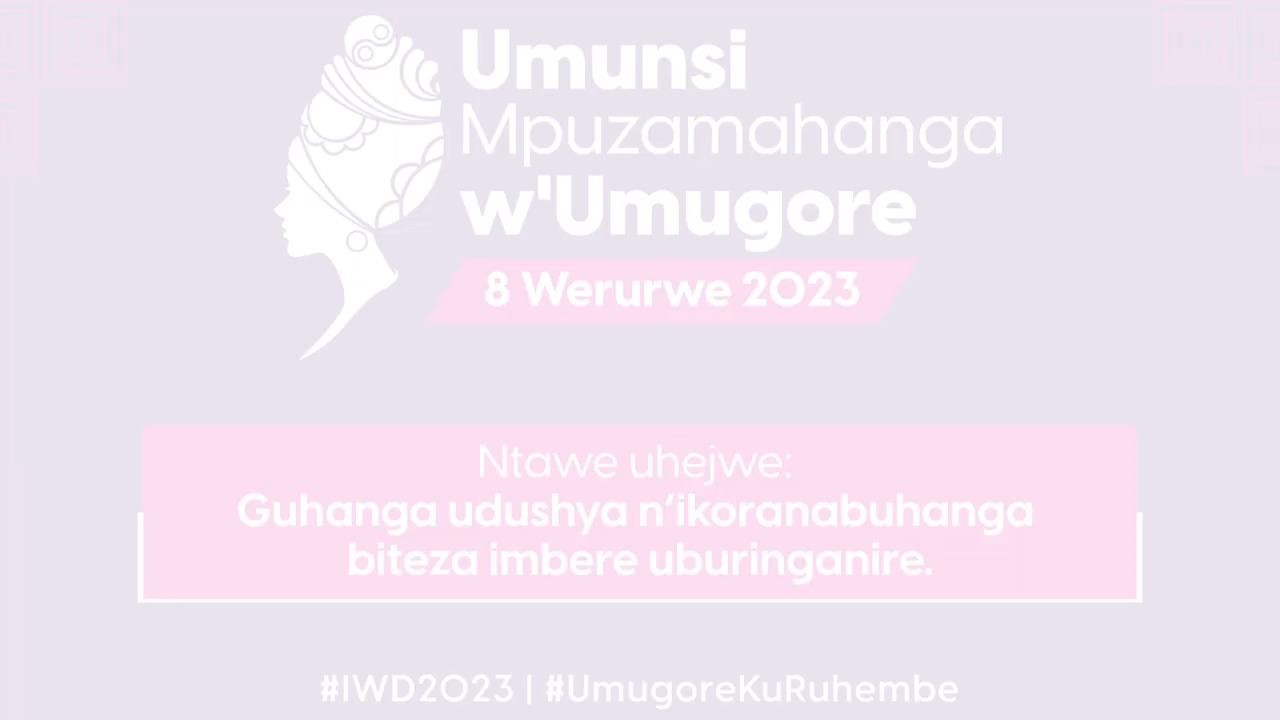 Umunsi
Mpuzamahanga
w'Umugore
8 Werurwe 2023
Ntawe uhejwe:
Guhanga udushya n’ikoranabuhanga
biteza imbere uburinganire.
#IWD2023 | #UmugoreKuRuhembe